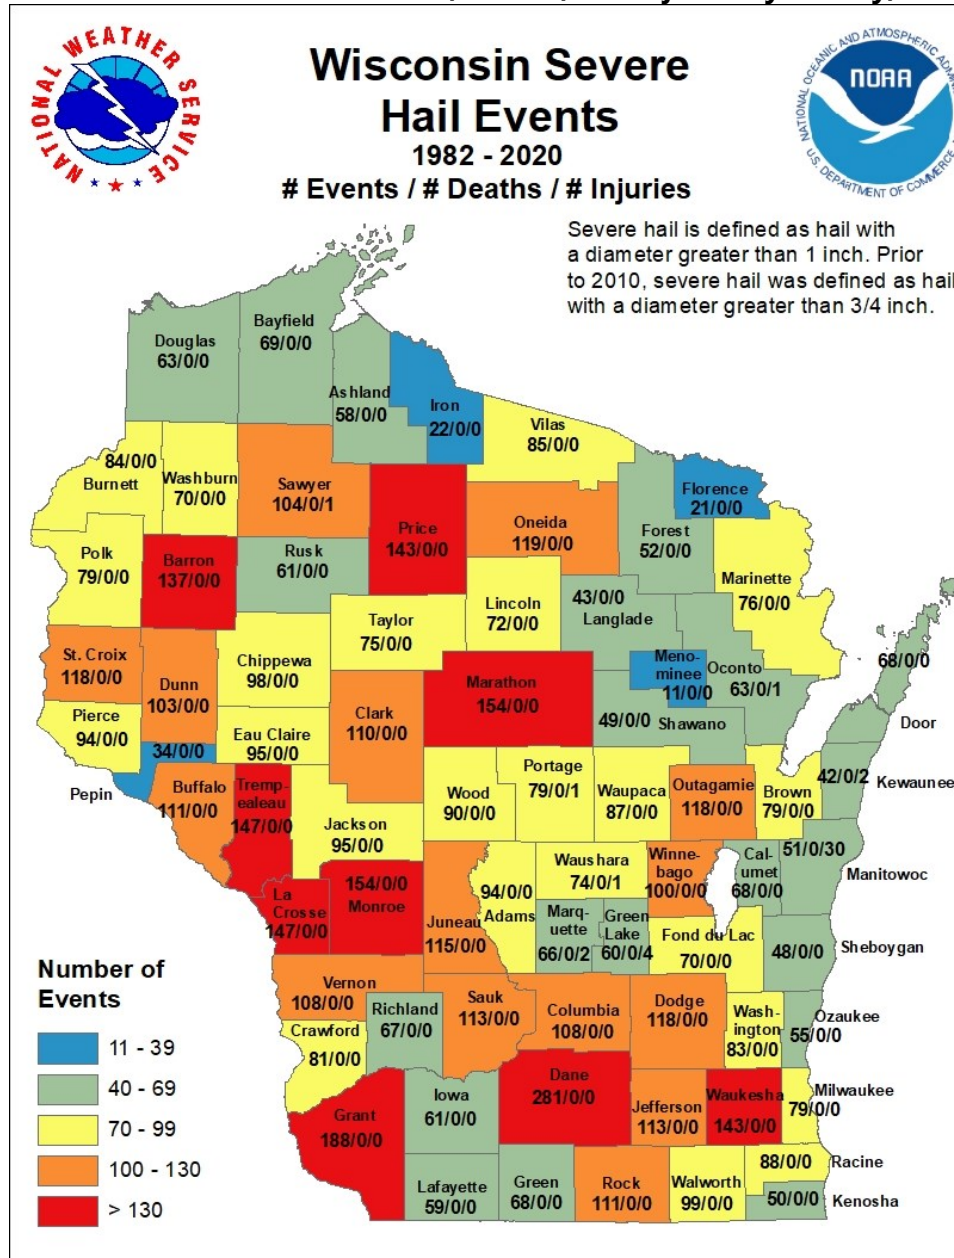 NATIONAL WEATHER SERVICE
Wisconsin Severe
Hail Events
1982 - 2020
# Events / # Deaths / # Injuries
NOAA
NATIONAL OCEANIC AND ATMOSPHERIC
U.S. DEPARTMENT OF COMMERCE
Severe hail is defined as hail with
a diameter greater than 1 inch. Prior
to 2010, severe hail was defined as hail
with a diameter greater than 3/4 inch.
Douglas
63/0/0
Bayfield
69/0/0
Ashland
58/0/0
Iron
22/0/0
Vilas
85/0/0
84/0/0
Burnett
Washburn
70/0/0
Sawyer
104/0/1
Price
143/0/0
Oneida
119/0/0
Forest
52/0/0
Florence
21/0/0
Marinette
76/0/0
Polk
79/0/0
Barron
137/0/0
Rusk
61/0/0
Taylor
75/0/0
Lincoln
72/0/0
43/0/0
Langlade
St. Croix
118/0/0
Dunn
103/0/0
Chippewa
98/0/0
Clark
110/0/0
Marathon
154/0/0
Meno-
minee
11/0/0
Oconto
63/0/1
68/0/0
Door
Pierce
94/0/0
34/0/0
Pepin
Eau Claire
95/0/0
49/0/0
Shawano
Buffalo
111/0/0
Tremp-
ealeau
147/0/0
Jackson
95/0/0
Wood
90/0/0
Portage
79/0/1
Waupaca
87/0/0
Outagamie
118/0/0
Brown
79/0/0
42/0/2
Kewaunee
La
Crosse
147/0/0
154/0/0
Monroe
Juneau
115/0/0
94/0/0
Adams
Waushara
74/0/1
Winne-
bago
100/0/0
Cal-
umet
68/0/0
51/0/30
Manitowoc
Marq-
uette
66/0/2
Green
Lake
60/0/4
Fond du Lac
70/0/0
48/0/0
Sheboygan
Vernon
108/0/0
Richland
67/0/0
Sauk
113/0/0
Columbia
108/0/0
Dodge
118/0/0
Wash-
ington
83/0/0
Ozaukee
55/0/0
Crawford
81/0/0
Grant
188/0/0
Iowa
61/0/0
Dane
281/0/0
Jefferson
113/0/0
Waukesha
143/0/0
Milwaukee
79/0/0
Lafayette
59/0/0
Green
68/0/0
Rock
111/0/0
Walworth
99/0/0
88/0/0
Racine
50/0/0
Kenosha
Number of
Events
11 - 39
40 - 69
70 - 99
100 - 130
> 130